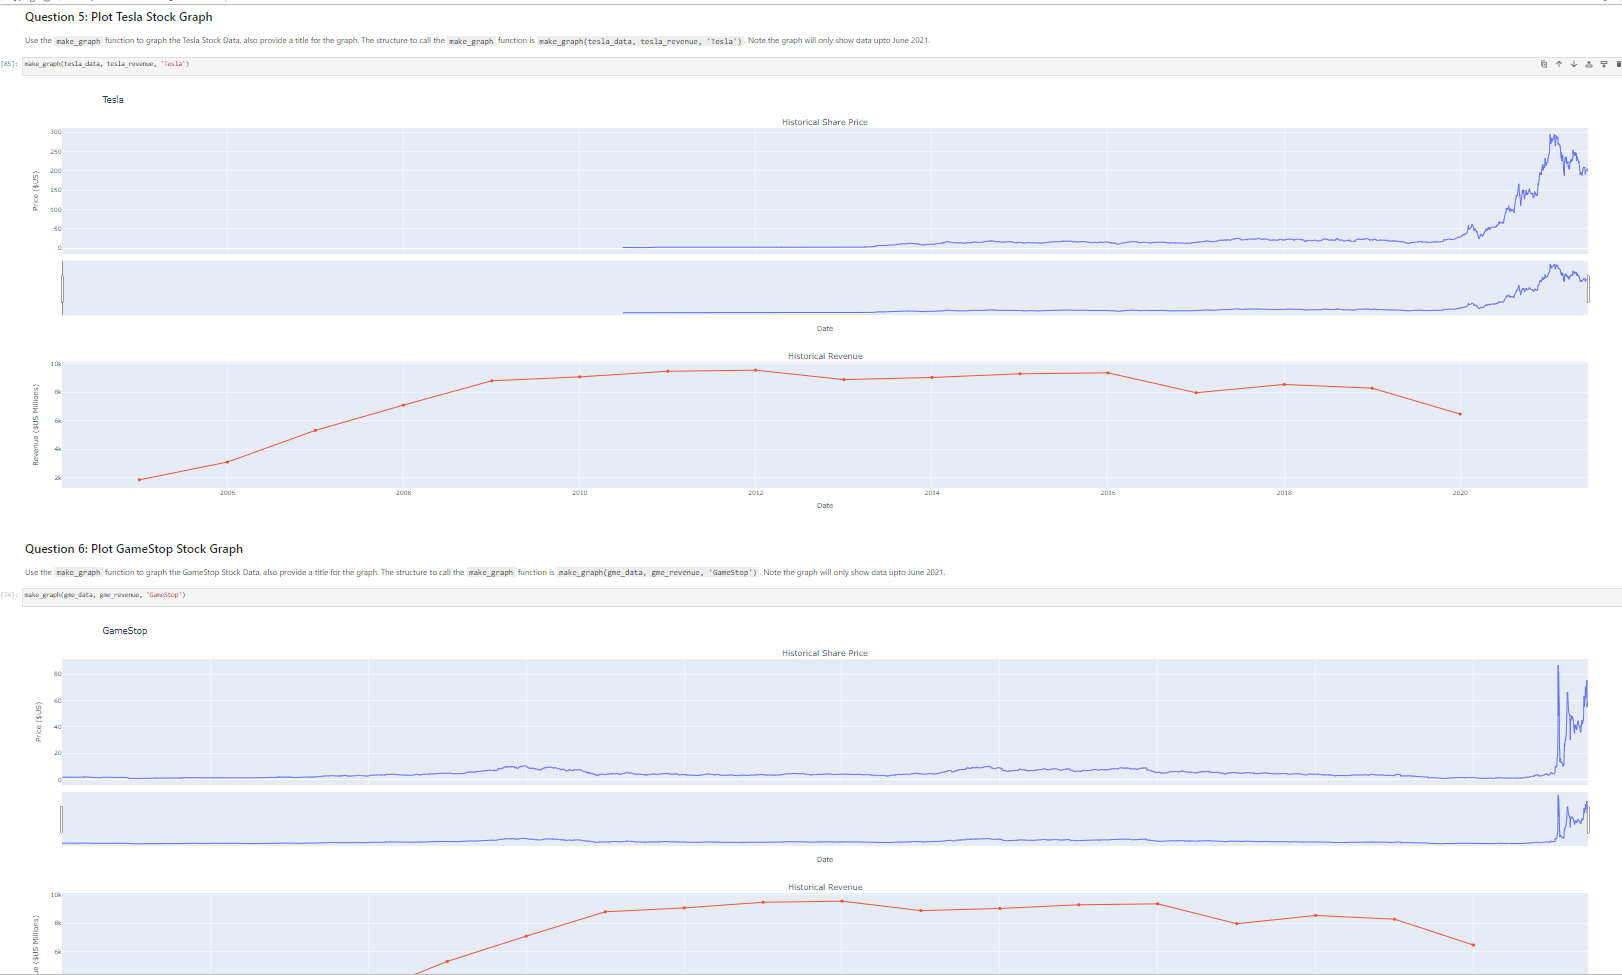 Question 5: Plot Tesla Stock Graph
Use the make_graph function to graph the Tesla Stock Data, also provide a title for the graph. The structure to call the make_graph function is make_graph(tesla_data, tesla_revenue, 'Tesla'). Note the graph will only show data upto June 2021.
[85]: make_graph(tesla_data, tesla_revenue, 'Tesla')
Tesla
Historical Share Price
300
250
200
150
100
50
0
Price ($US)
Date
Historical Revenue
10k
8k
6k
4k
2k
Revenue ($US Millions)
2006 2008 2010 2012 2014 2016 2018 2020
Date
Question 6: Plot GameStop Stock Graph
Use the make_graph function to graph the GameStop Stock Data, also provide a title for the graph. The structure to call the make_graph function is make_graph(gme_data, gme_revenue, 'GameStop'). Note the graph will only show data upto June 2021.
[74]: make_graph(gme_data, gme_revenue, 'GameStop')
GameStop
Historical Share Price
80
60
40
20
0
Price ($US)
Date
Historical Revenue
10k
8k
6k
($US Millions)